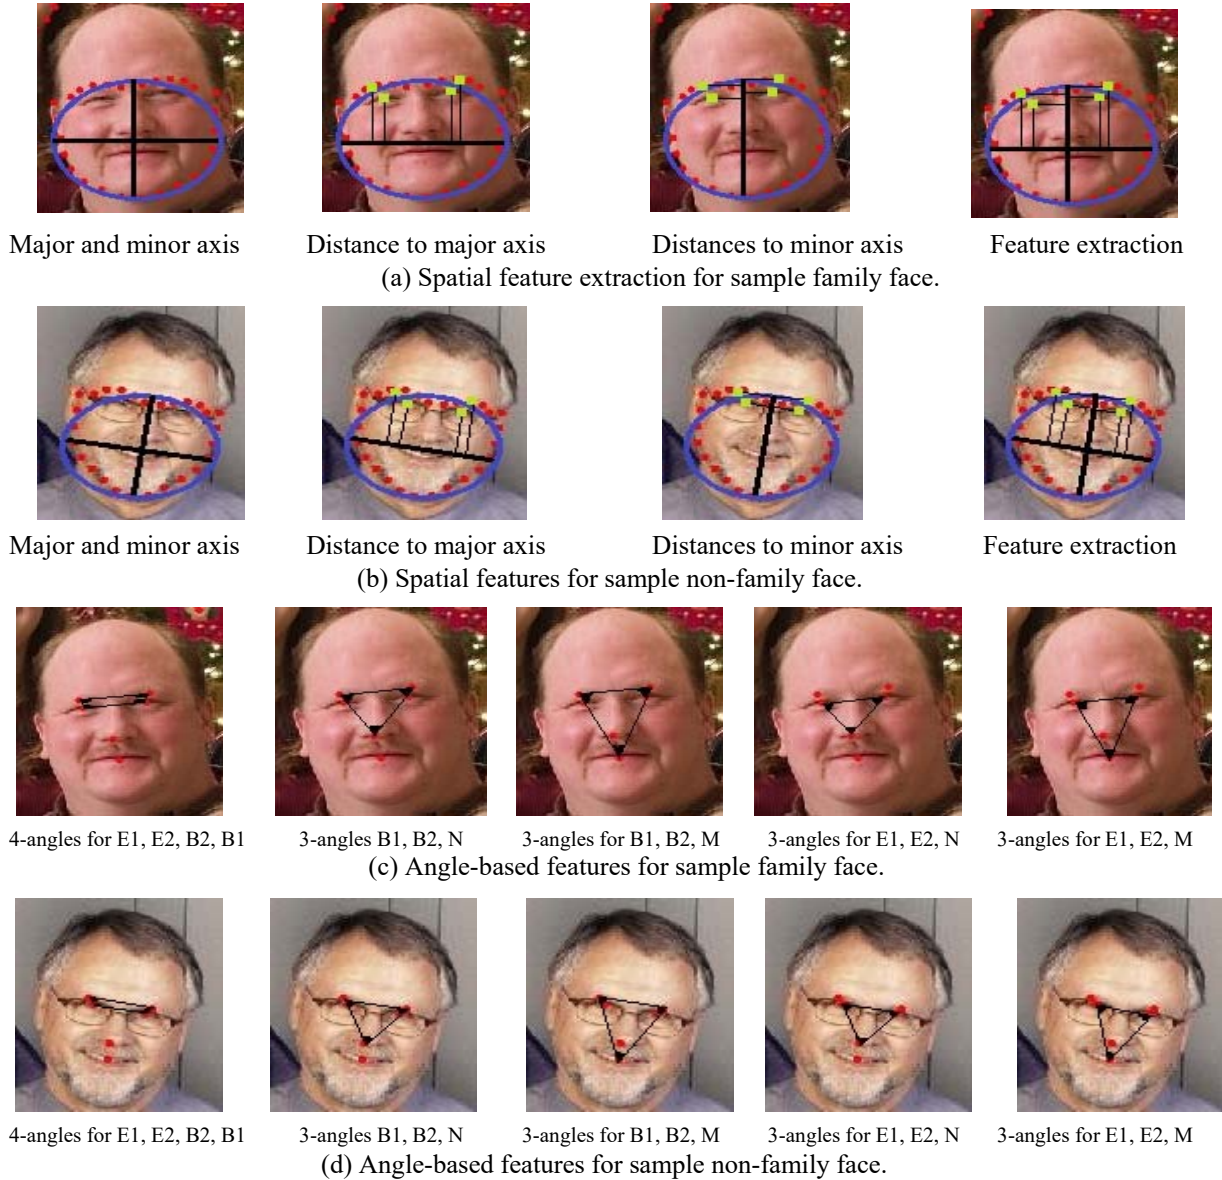 Major and minor axis Distance to major axis Distances to minor axis Feature extraction
(a) Spatial feature extraction for sample family face.
Major and minor axis Distance to major axis Distances to minor axis Feature extraction
(b) Spatial features for sample non-family face.
4-angles for E1, E2, B2, B1 3-angles B1, B2, N 3-angles for B1, B2, M 3-angles for E1, E2, N 3-angles for E1, E2, M
(c) Angle-based features for sample family face.
4-angles for E1, E2, B2, B1 3-angles B1, B2, N 3-angles for B1, B2, M 3-angles for E1, E2, N 3-angles for E1, E2, M
(d) Angle-based features for sample non-family face.